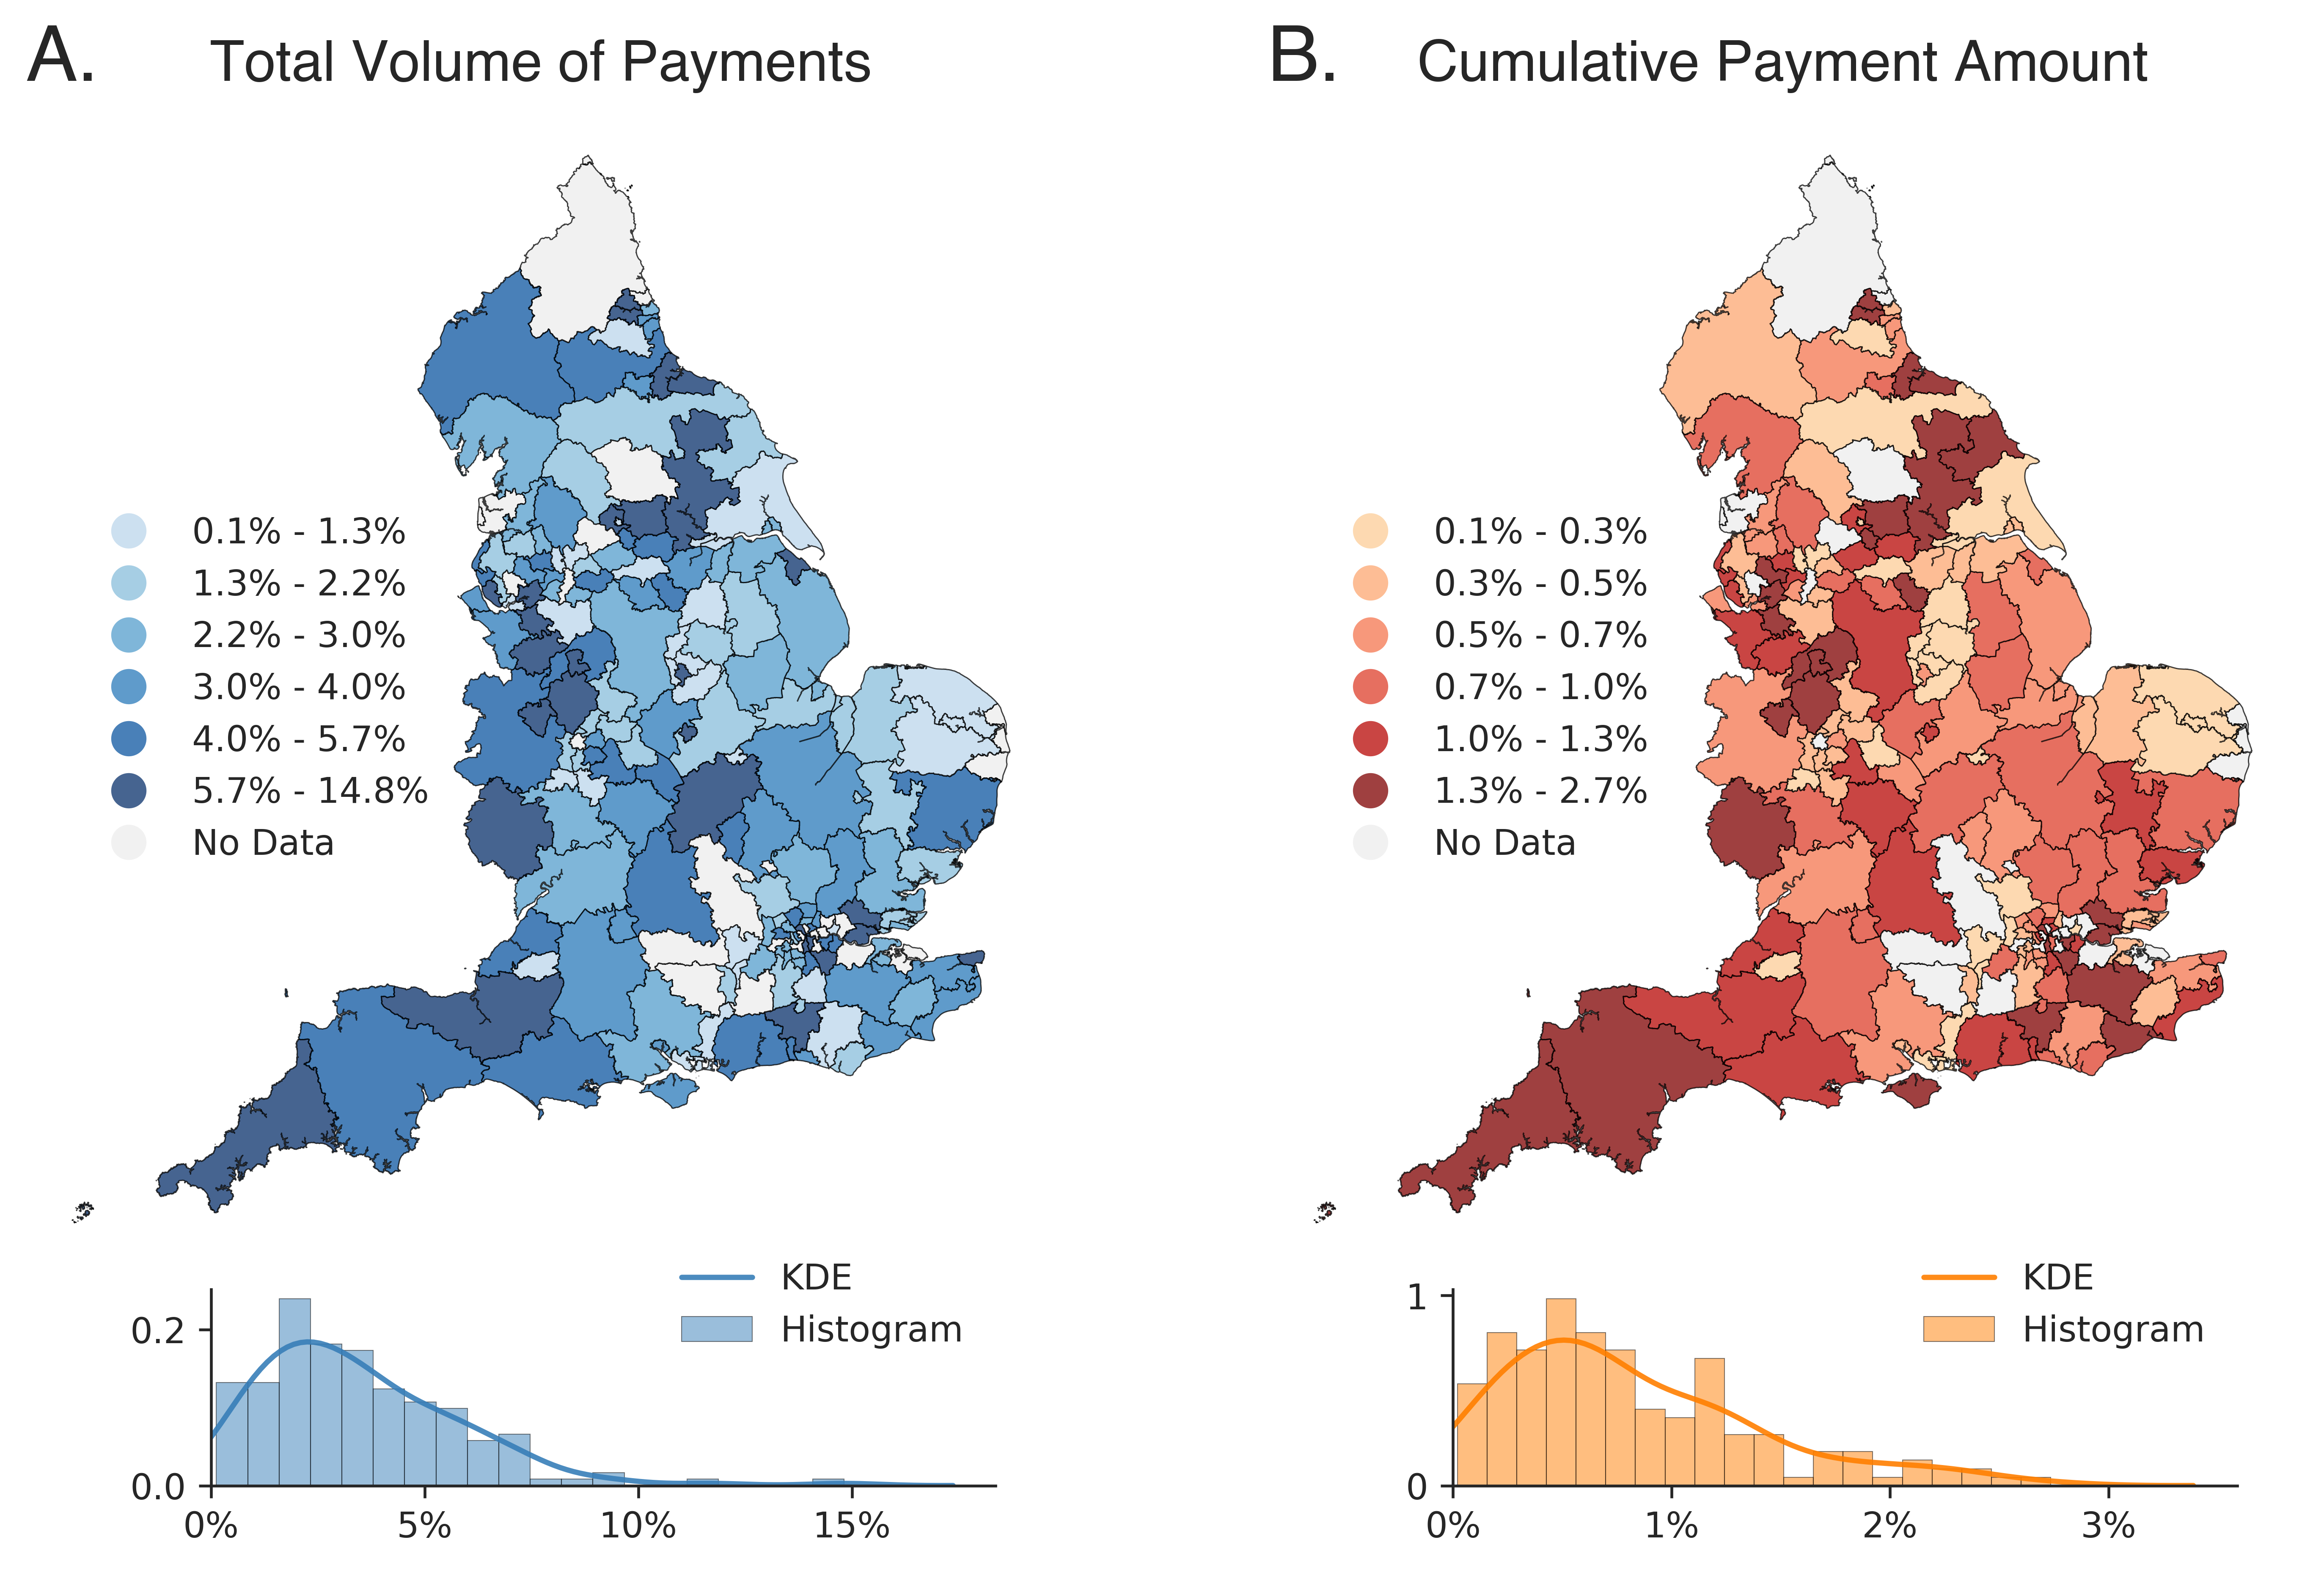 A. Total Volume of Payments
0.1% - 1.3%
1.3% - 2.2%
2.2% - 3.0%
3.0% - 4.0%
4.0% - 5.7%
5.7% - 14.8%
No Data
KDE
Histogram
0.2
0.0
0% 5% 10% 15%
B. Cumulative Payment Amount
0.1% - 0.3%
0.3% - 0.5%
0.5% - 0.7%
0.7% - 1.0%
1.0% - 1.3%
1.3% - 2.7%
No Data
KDE
Histogram
1
0
0% 1% 2% 3%